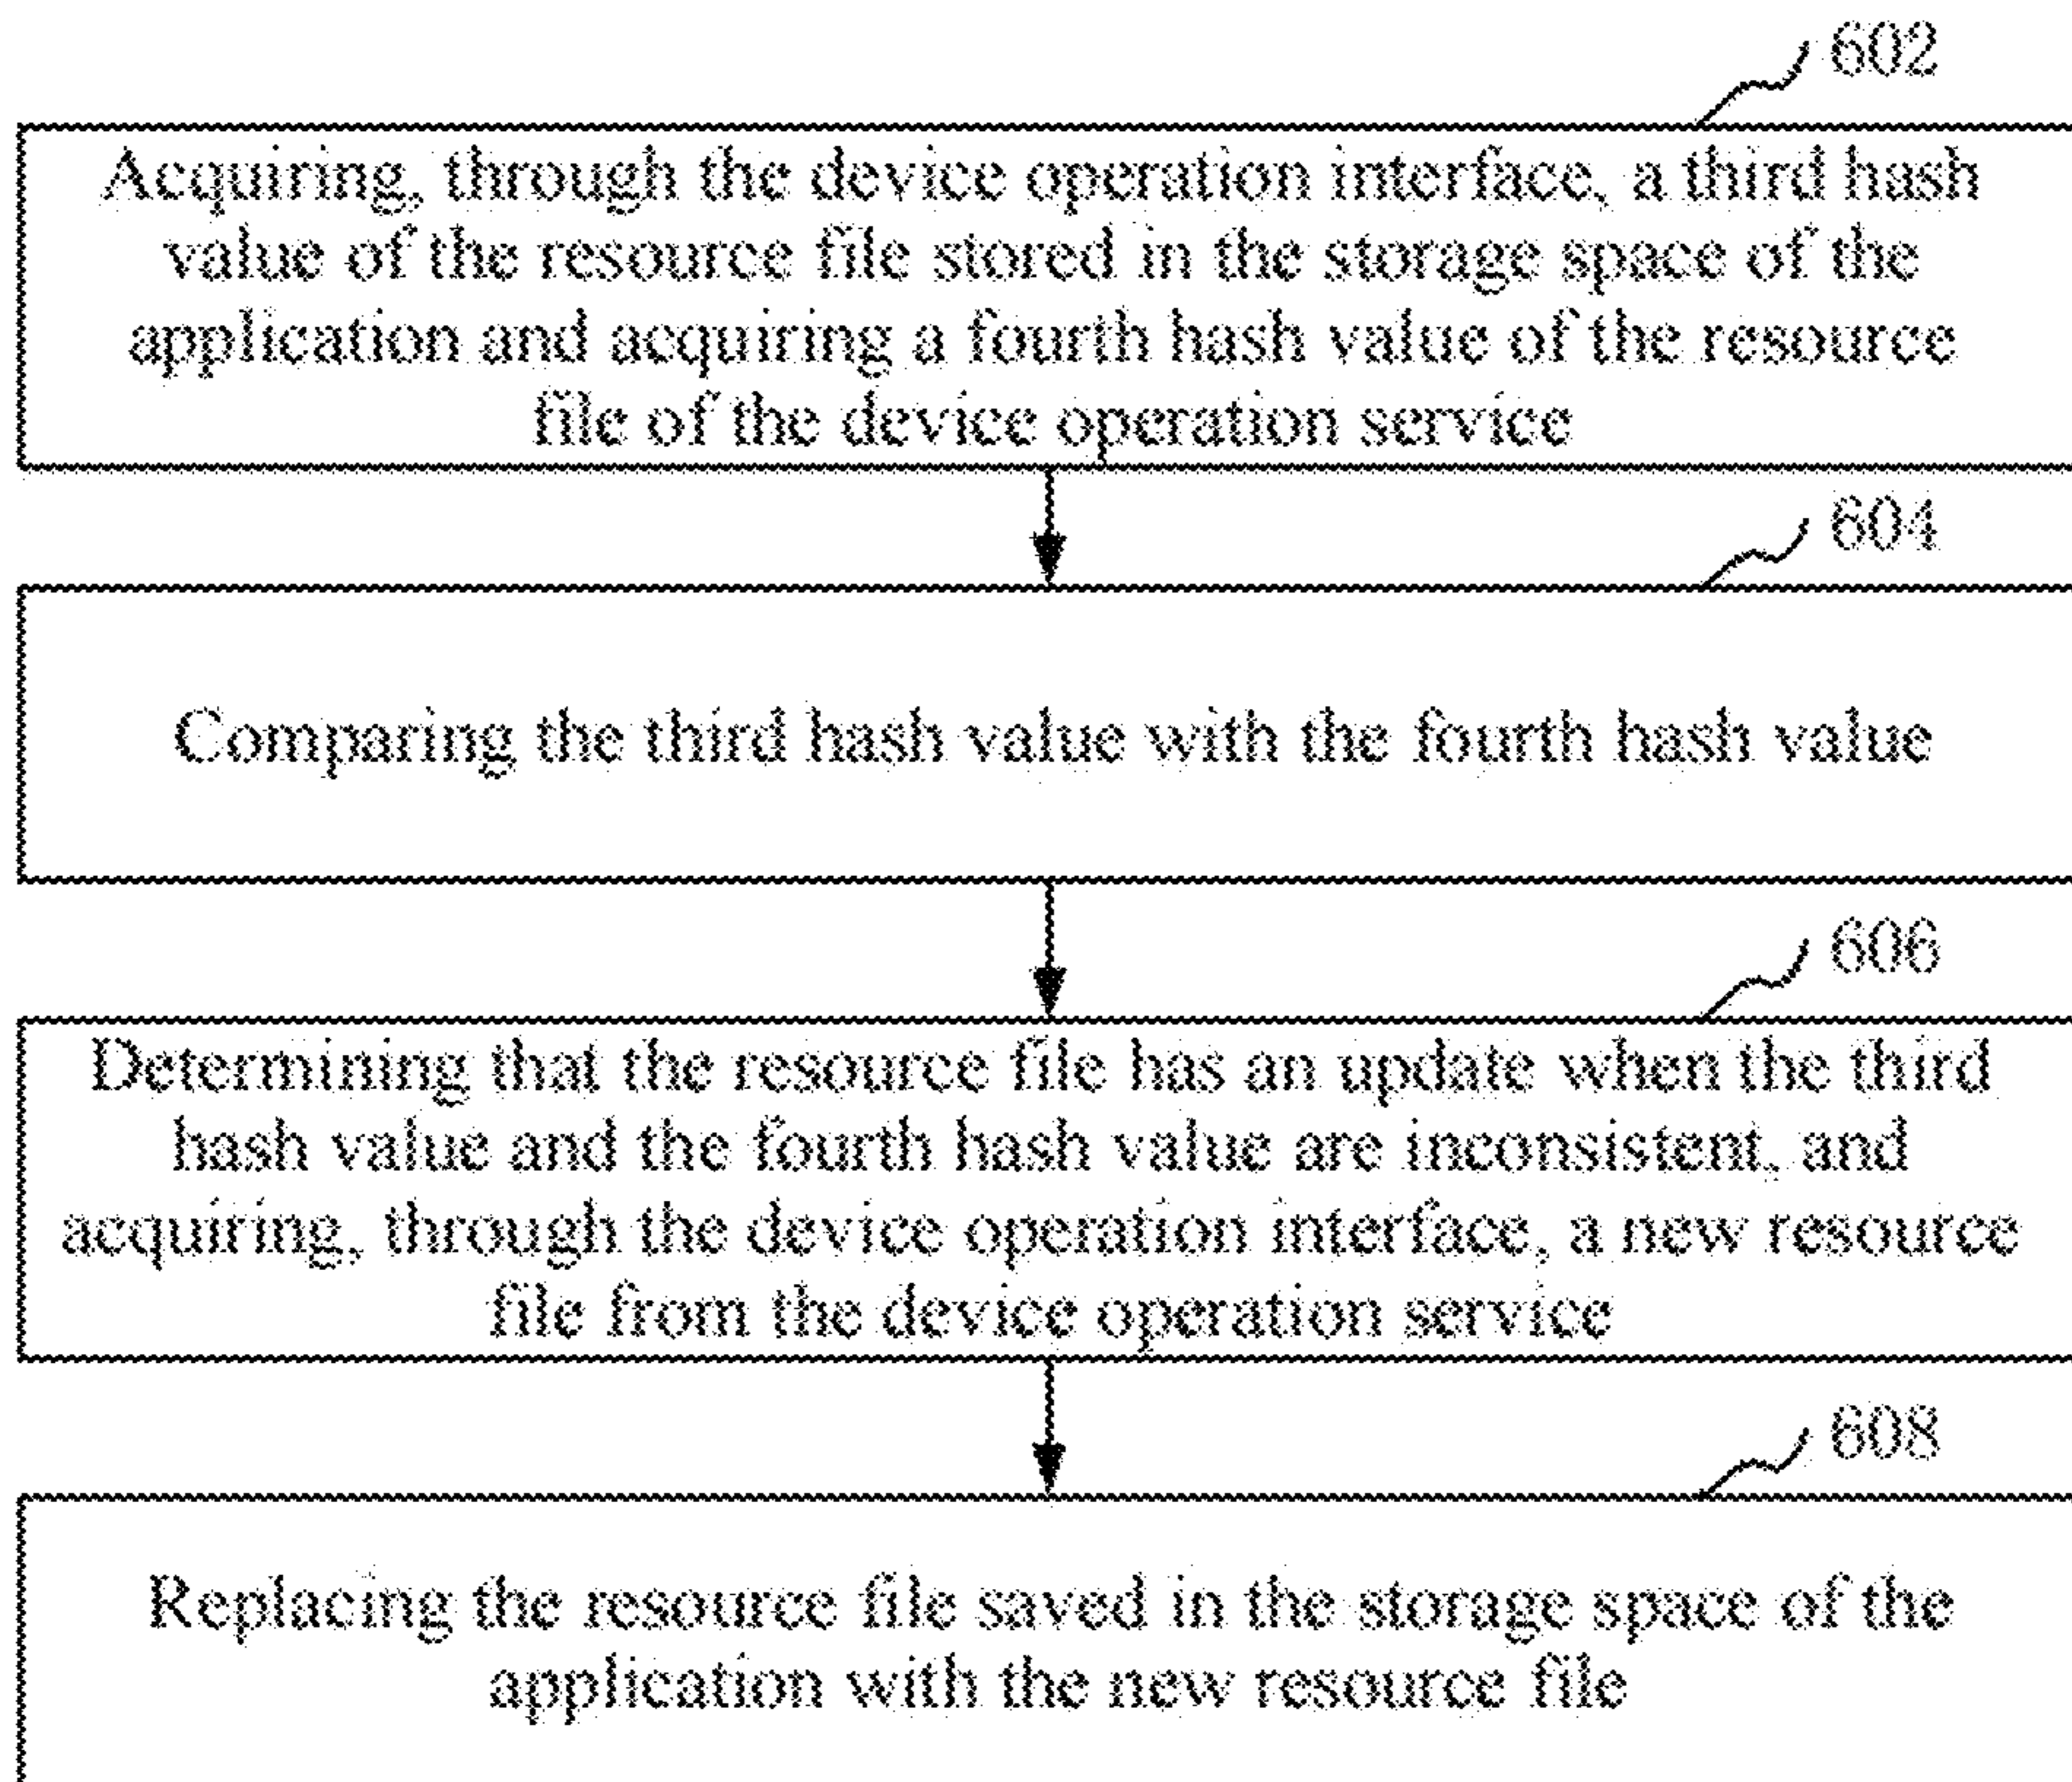 602
Acquiring, through the device operation interface, a third hash
value of the resource file stored in the storage space of the
application and acquiring a fourth hash value of the resource
file of the device operation service
604
Comparing the third hash value with the fourth hash value
606
Determining that the resource file has an update when the third
hash value and the fourth hash value are inconsistent, and
acquiring, through the device operation interface, a new resource
file from the device operation service
608
Replacing the resource file saved in the storage space of the
application with the new resource file